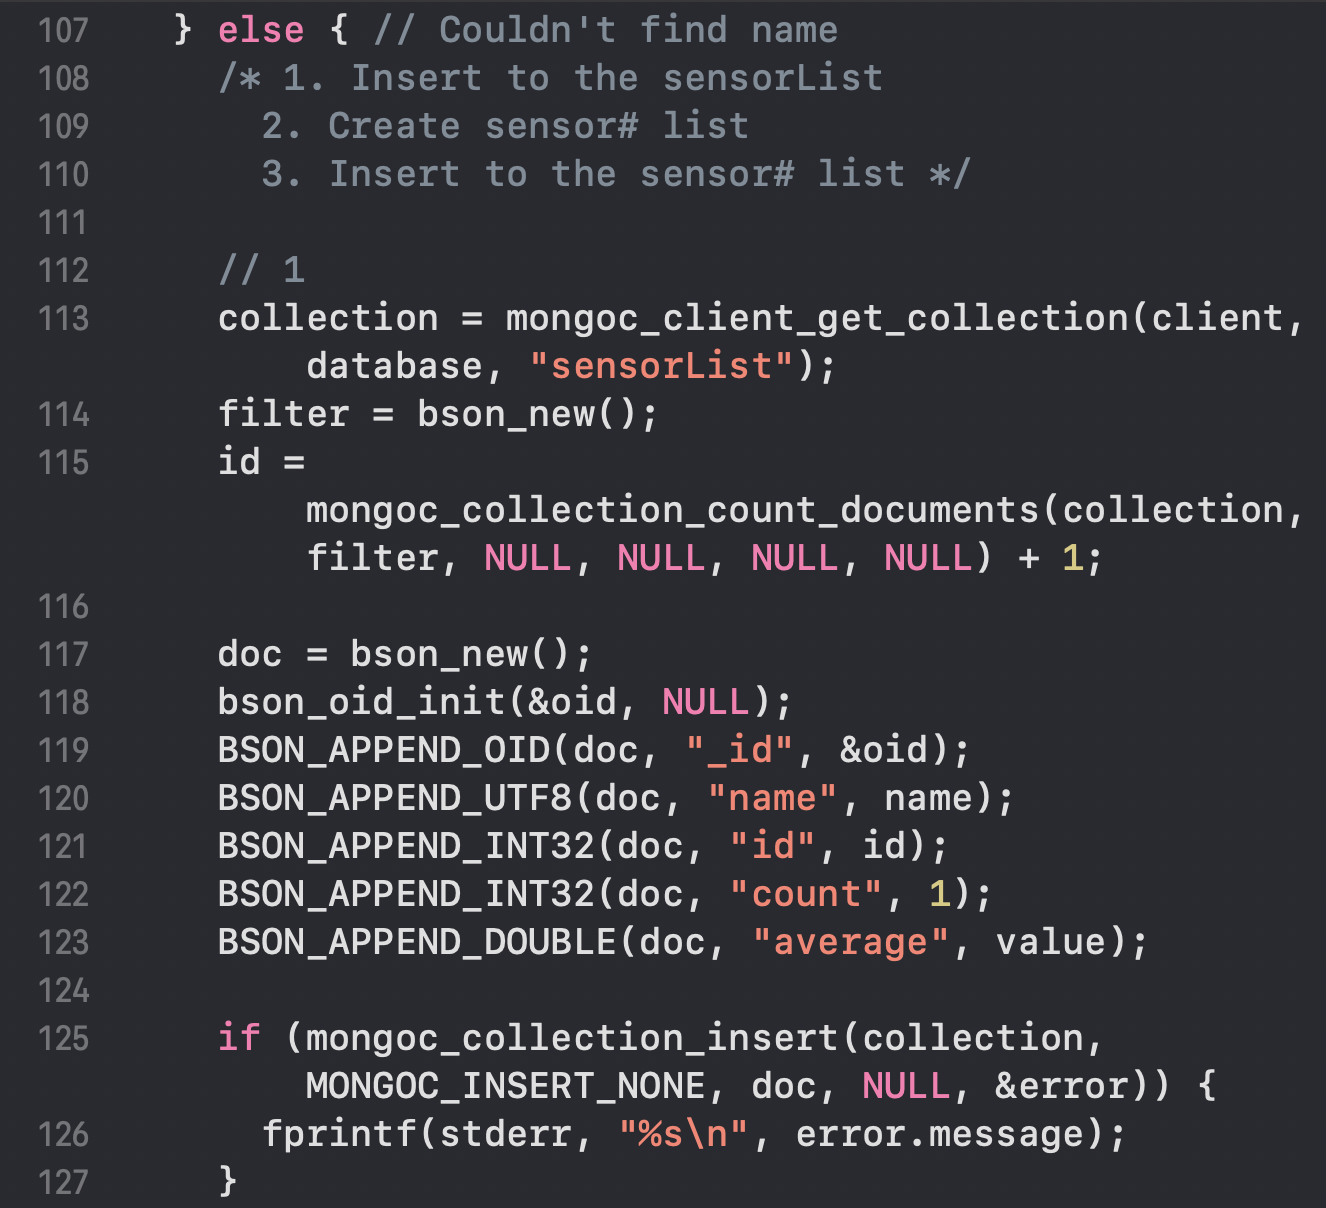 107 } else { // Couldn't find name
108 /* 1. Insert to the sensorList
109 2. Create sensor# list
110 3. Insert to the sensor# list */
111
112 // 1
113 collection = mongoc_client_get_collection(client,
database, "sensorList");
114 filter = bson_new();
115 id =
mongoc_collection_count_documents(collection,
filter, NULL, NULL, NULL, NULL) + 1;
116
117 doc = bson_new();
118 bson_oid_init(&oid, NULL);
119 BSON_APPEND_OID(doc, "_id", &oid);
120 BSON_APPEND_UTF8(doc, "name", name);
121 BSON_APPEND_INT32(doc, "id", id);
122 BSON_APPEND_INT32(doc, "count", 1);
123 BSON_APPEND_DOUBLE(doc, "average", value);
124
125 if (mongoc_collection_insert(collection,
MONGOC_INSERT_NONE, doc, NULL, &error)) {
126 fprintf(stderr, "%s\n", error.message);
127 }